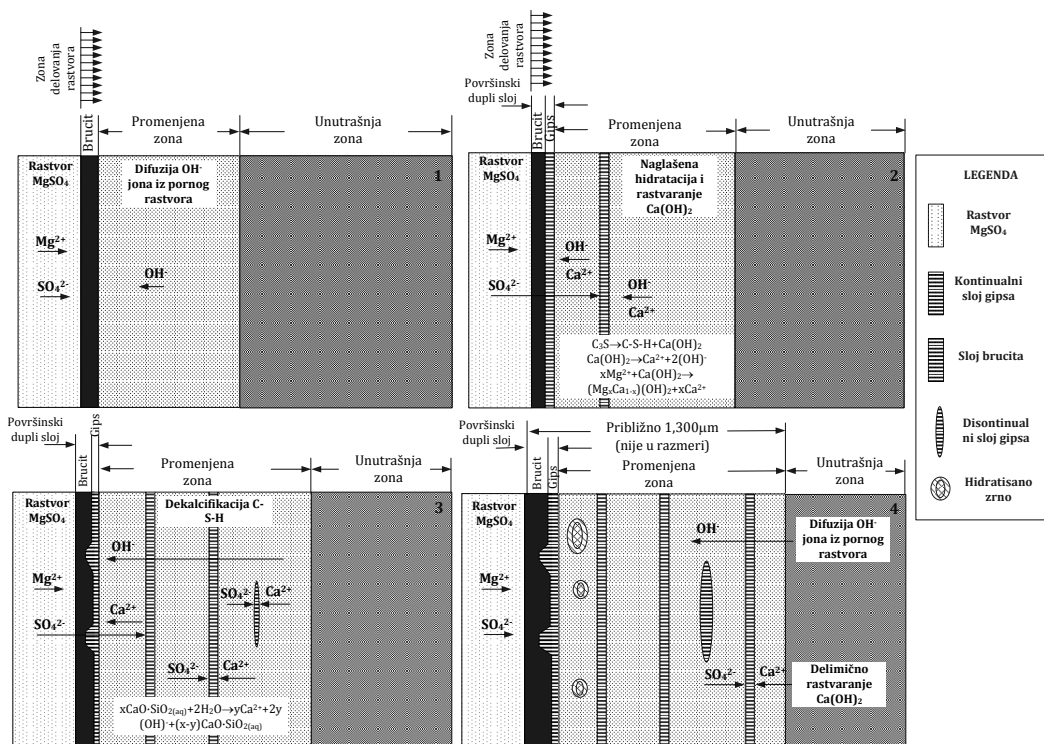 Zona
delovanja
rastvora
Brucit
Promenjena
zona
Unutrašnja
zona
Rastvor
MgSO₄
Difuzija OH⁻
jona iz pornog
rastvora
1
Mg²⁺
SO₄²⁻
OH⁻
Zona
delovanja
rastvora
Površinski
dupli sloj
Brucit
Gips
Promenjena
zona
Unutrašnja
zona
Rastvor
MgSO₄
Naglašena
hidratacija i
rastvaranje
Ca(OH)₂
2
Mg²⁺
SO₄²⁻
OH⁻
Ca²⁺
OH⁻
Ca²⁺
C₃S→C-S-H+Ca(OH)₂
Ca(OH)₂→Ca²⁺+2(OH)⁻
xMg²⁺+Ca(OH)₂→
(MgₓCa₁₋ₓ)(OH)₂+xCa²⁺
Površinski
dupli sloj
Brucit
Gips
Promenjena
zona
Unutrašnja
zona
Rastvor
MgSO₄
Dekalcifikacija C-
S-H
3
OH⁻
Mg²⁺
SO₄²⁻
Ca²⁺
Ca²⁺
SO₄²⁻
SO₄²⁻
Ca²⁺
xCaO·SiO₂₍aq₎+2H₂O→yCa²⁺+2y
(OH)⁻+(x-y)CaO·SiO₂₍aq₎
Površinski
dupli sloj
Približno 1,300μm
(nije u razmeri)
Brucit
Gips
Promenjena
zona
Unutrašnja
zona
Rastvor
MgSO₄
4
OH⁻
Difuzija OH⁻
jona iz pornog
rastvora
Mg²⁺
SO₄²⁻
SO₄²⁻
Ca²⁺
Delimično
rastvaranje
Ca(OH)₂
LEGENDA
Rastvor
MgSO₄
Kontinualni
sloj gipsa
Sloj brucita
Disontinual
ni sloj gipsa
Hidratisano
zrno